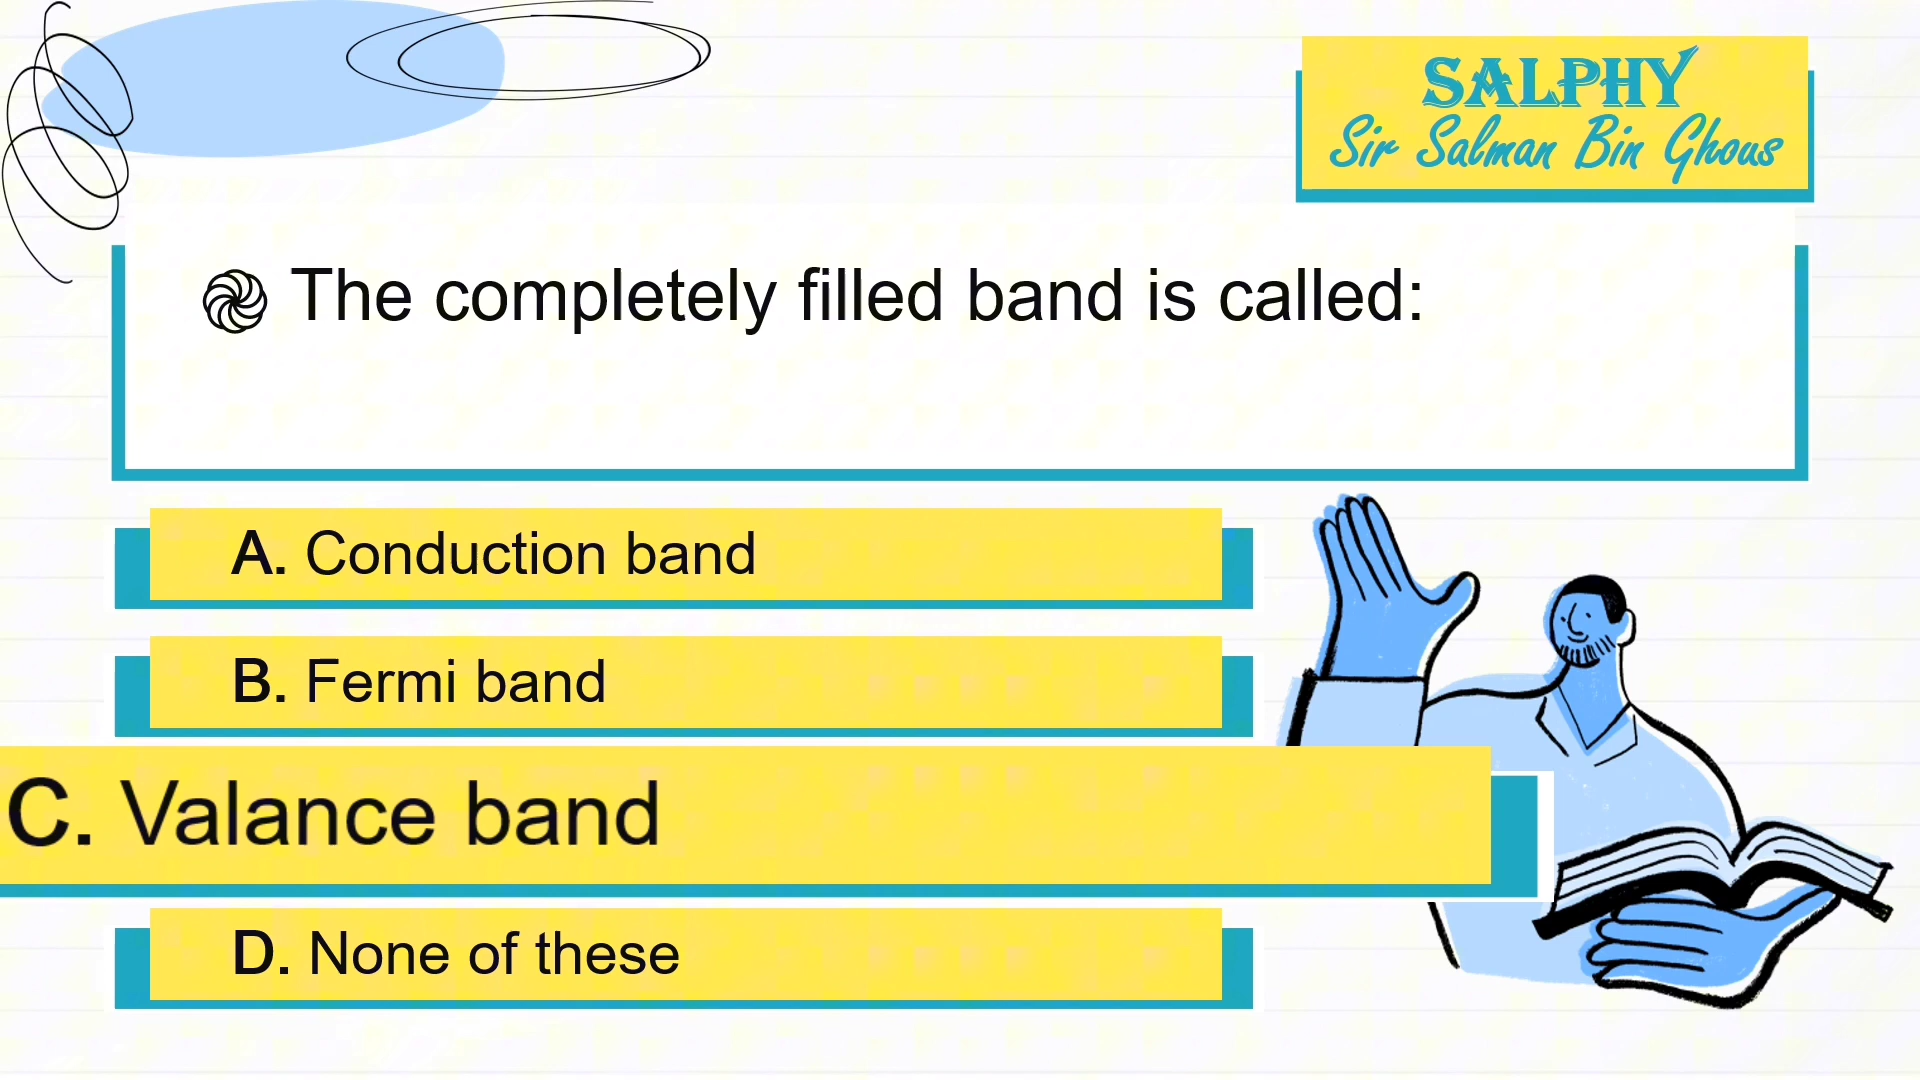 SALPHY
Sir Salman Bin Ghous
The completely filled band is called:
A. Conduction band
B. Fermi band
C. Valance band
D. None of these